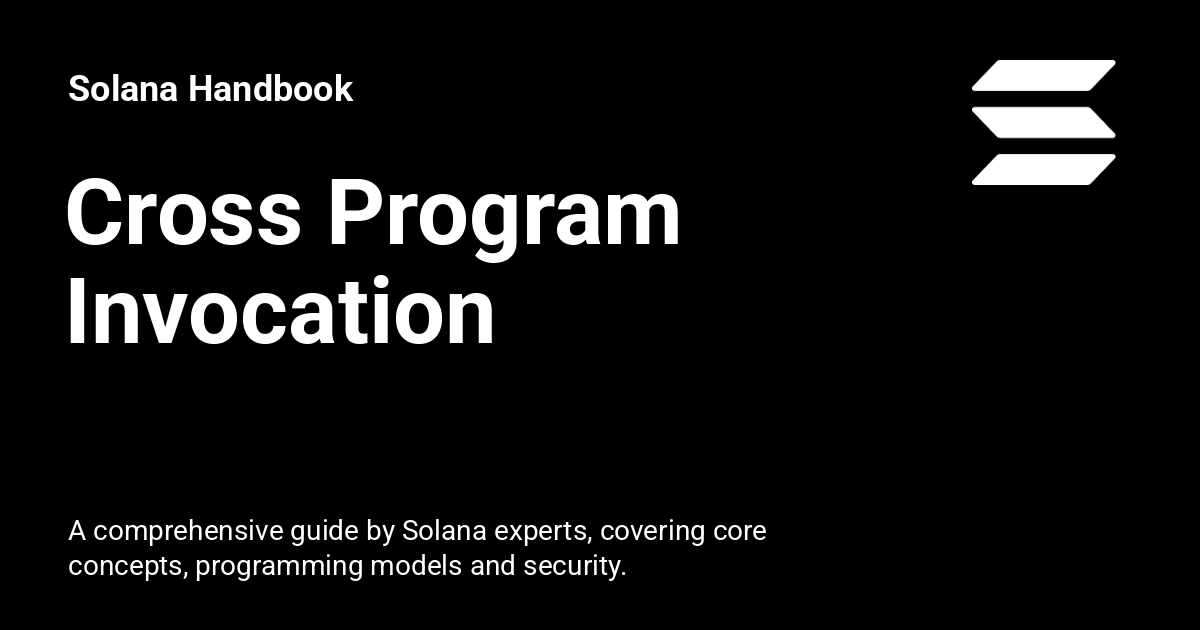 Solana Handbook
Cross Program
Invocation
A comprehensive guide by Solana experts, covering core
concepts, programming models and security.